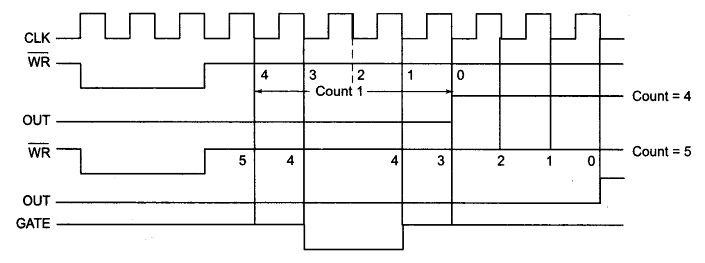 CLK
WR
4 3 2 1 0
Count 1
Count = 4
OUT
WR
5 4 4 3 2 1 0
Count = 5
OUT
GATE